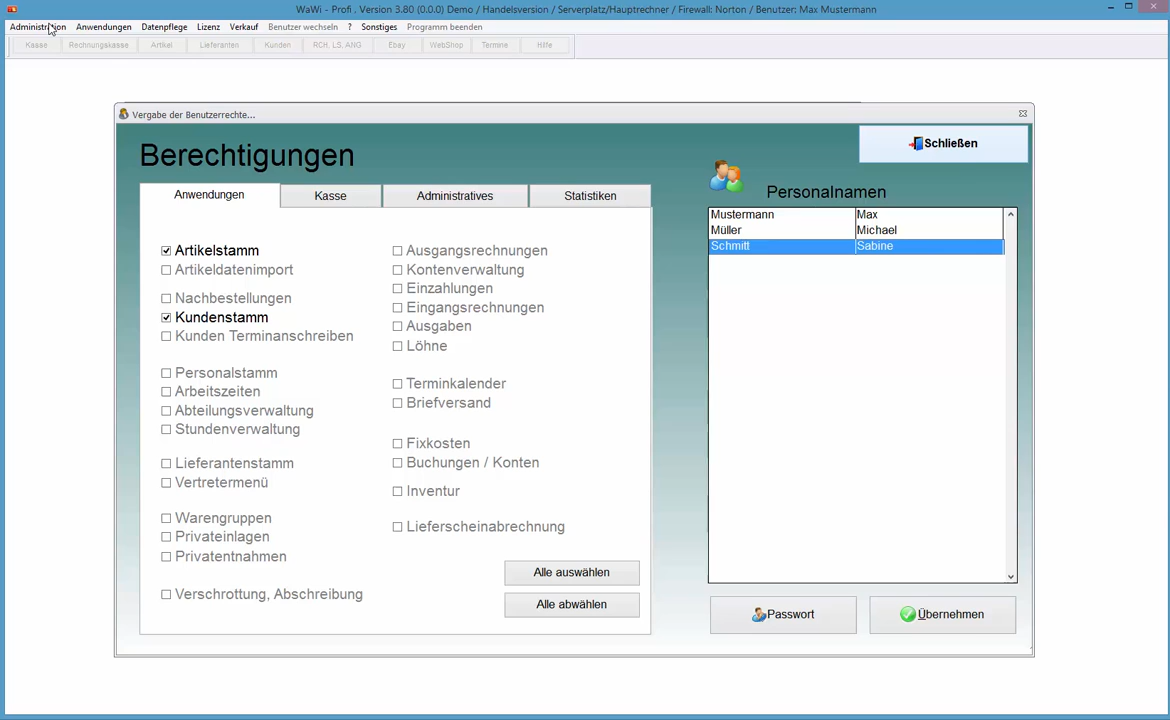 WaWi - Profi . Version 3.80 (0.0.0) Demo / Handelsversion / Serverplatz/Hauptrechner / Firewall: Norton / Benutzer: Max Mustermann
Administration Anwendungen Datenpflege Lizenz Verkauf Benutzer wechseln ? Sonstiges Programm beenden
Kasse Rechnungskasse Artikel Lieferanten Kunden RCH. LS. ANG Ebay WebShop Termine Hilfe
Vergabe der Benutzerrechte...
Berechtigungen
Schließen
Anwendungen Kasse Administratives Statistiken
Personalnamen
Mustermann Max
Müller Michael
Schmitt Sabine
Artikelstamm
Artikeldatenimport
Nachbestellungen
Kundenstamm
Kunden Terminanschreiben
Personalstamm
Arbeitszeiten
Abteilungsverwaltung
Stundenverwaltung
Lieferantenstamm
Vertretermenü
Warengruppen
Privateinlagen
Privatentnahmen
Verschrottung, Abschreibung
Ausgangsrechnungen
Kontenverwaltung
Einzahlungen
Eingangsrechnungen
Ausgaben
Löhne
Terminkalender
Briefversand
Fixkosten
Buchungen / Konten
Inventur
Lieferscheinabrechnung
Alle auswählen
Alle abwählen
Passwort
Übernehmen